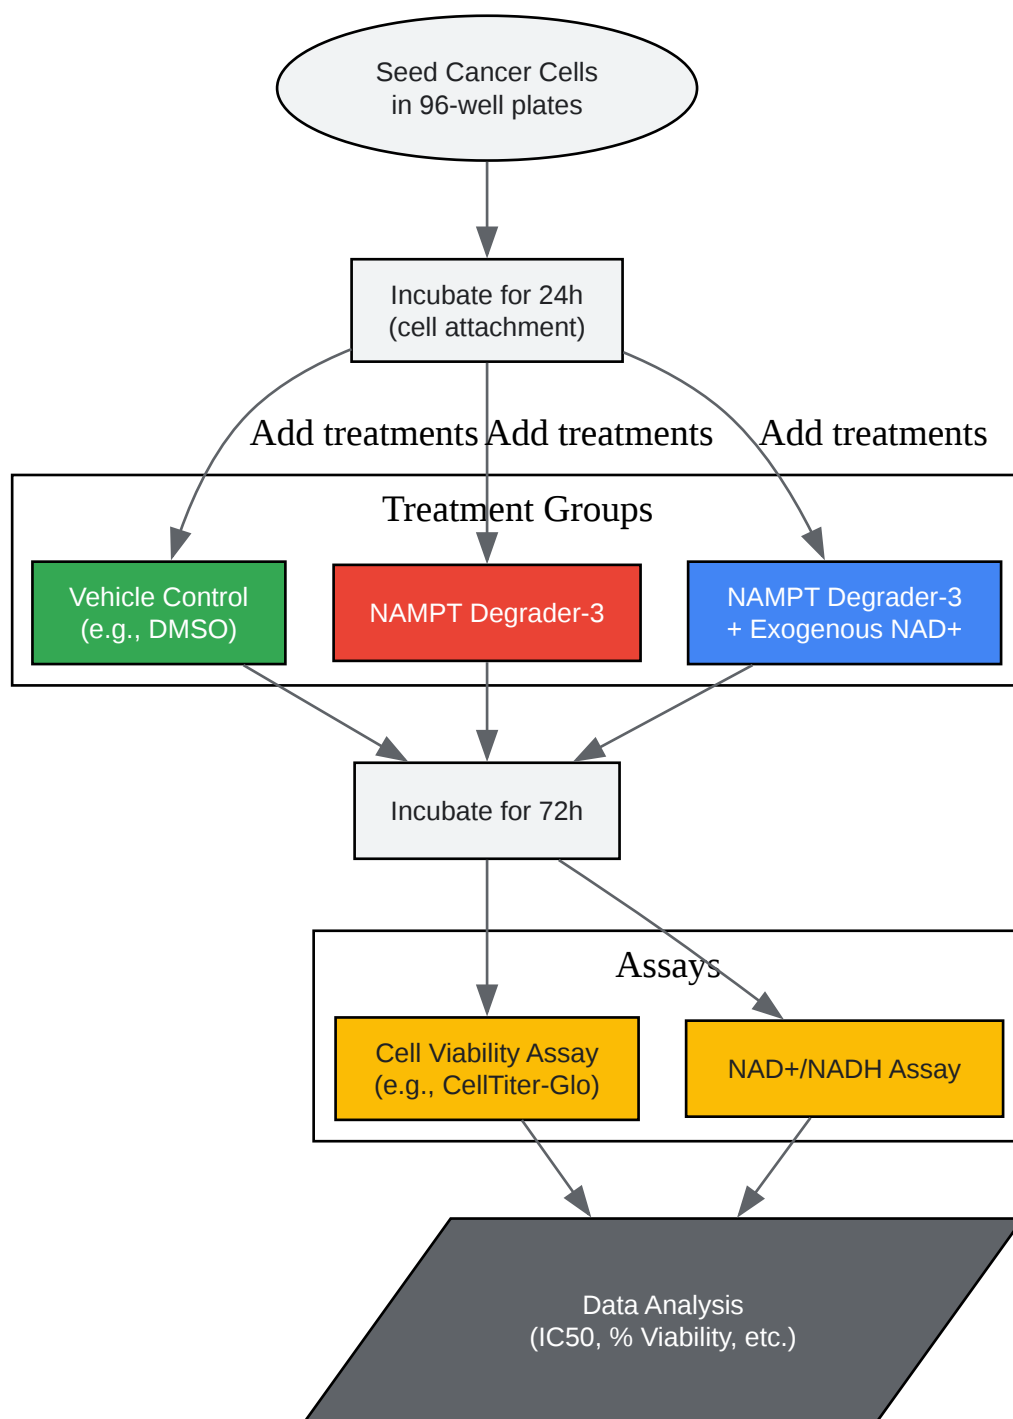 Seed Cancer Cells
in 96-well plates
Incubate for 24h
(cell attachment)
Add treatments
Add treatments
Add treatments
Treatment Groups
Vehicle Control
(e.g., DMSO)
NAMPT Degrader-3
NAMPT Degrader-3
+ Exogenous NAD+
Incubate for 72h
Assays
Cell Viability Assay
(e.g., CellTiter-Glo)
NAD+/NADH Assay
Data Analysis
(IC50, % Viability, etc.)